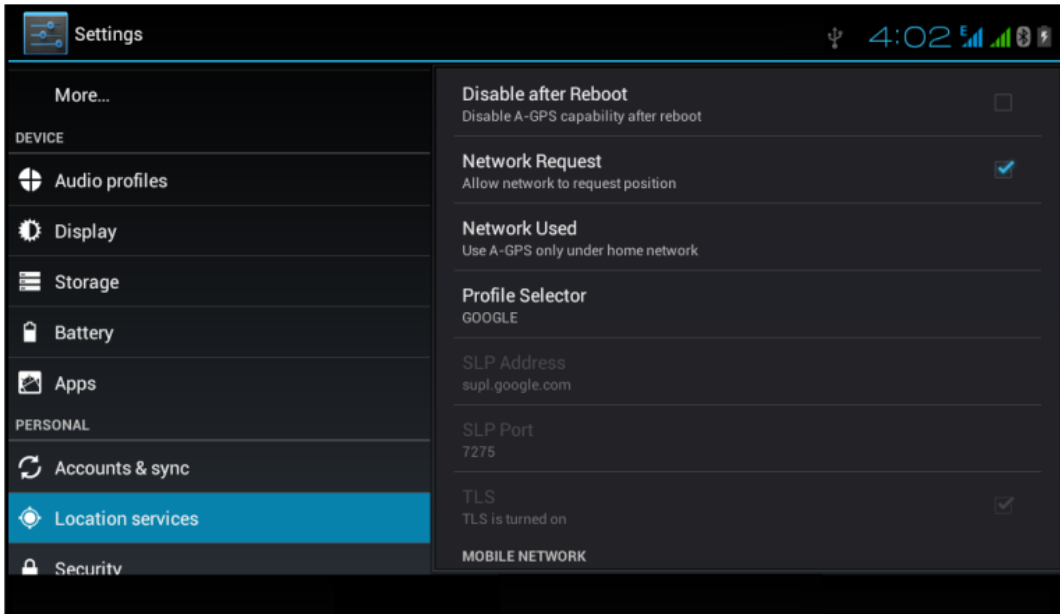 Settings
4:02
E
More...
DEVICE
Audio profiles
Display
Storage
Battery
Apps
PERSONAL
Accounts & sync
Location services
Security
Disable after Reboot
Disable A-GPS capability after reboot
Network Request
Allow network to request position
Network Used
Use A-GPS only under home network
Profile Selector
GOOGLE
SLP Address
supl.google.com
SLP Port
7275
TLS
TLS is turned on
MOBILE NETWORK